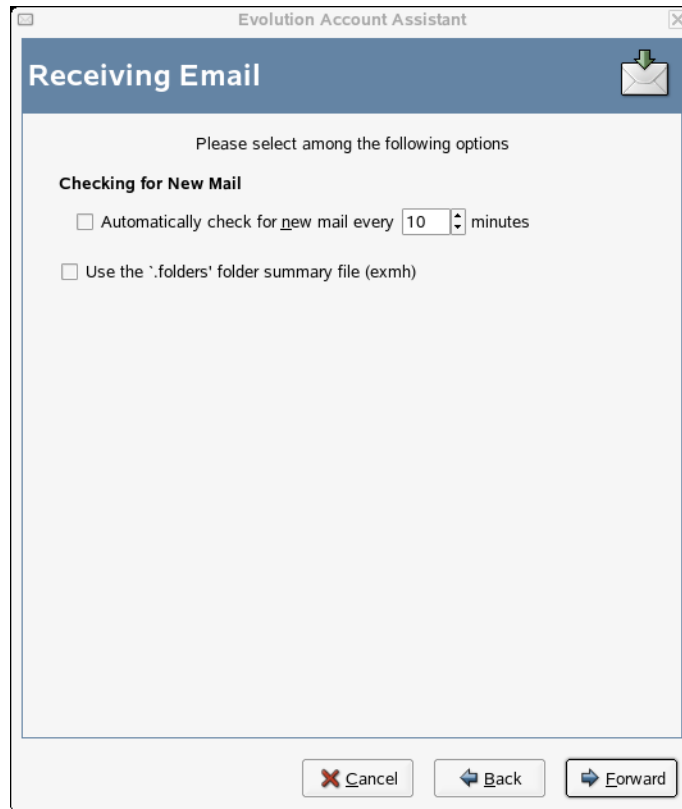 Evolution Account Assistant
Receiving Email
Please select among the following options
Checking for New Mail
Automatically check for new mail every 10 minutes
Use the `.folders' folder summary file (exmh)
Cancel Back Forward